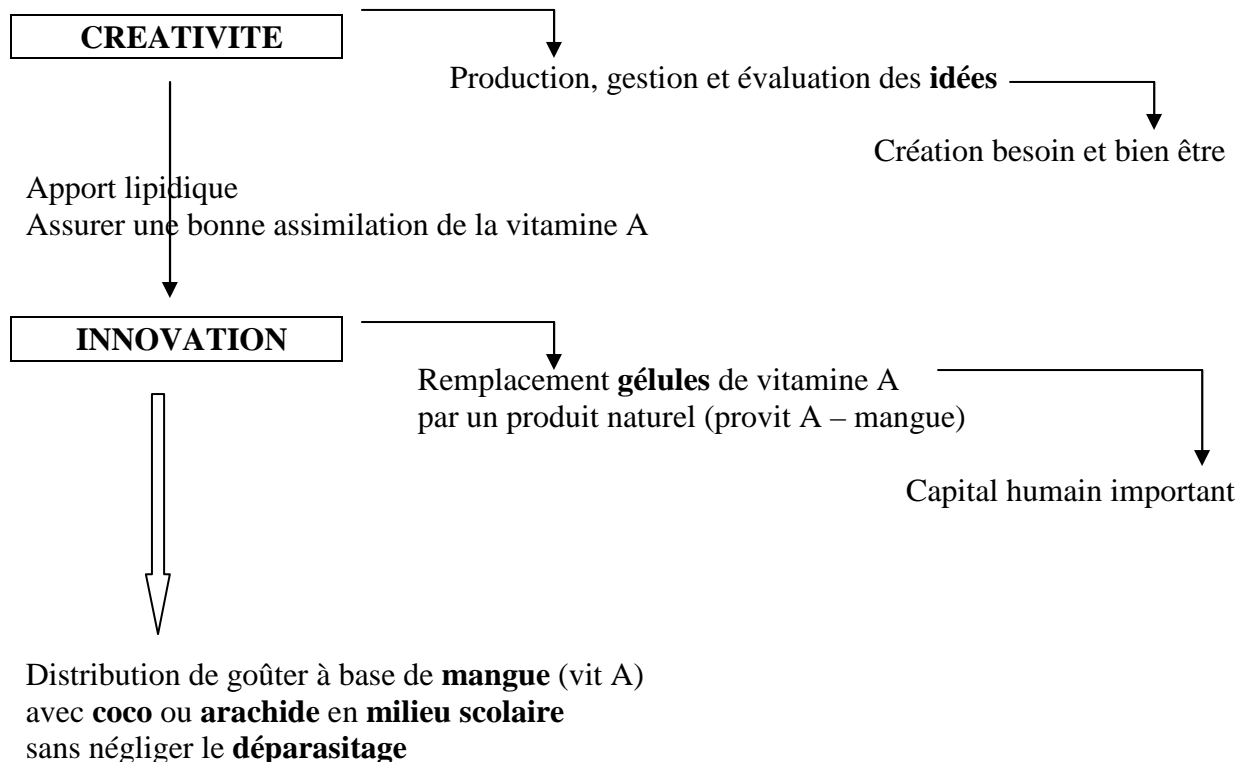 CREATIVITE
Production, gestion et évaluation des idées
Création besoin et bien être
Apport lipidique
Assurer une bonne assimilation de la vitamine A
INNOVATION
Remplacement gélules de vitamine A
par un produit naturel (provit A – mangue)
Capital humain important
Distribution de goûter à base de mangue (vit A)
avec coco ou arachide en milieu scolaire
sans négliger le déparasitage